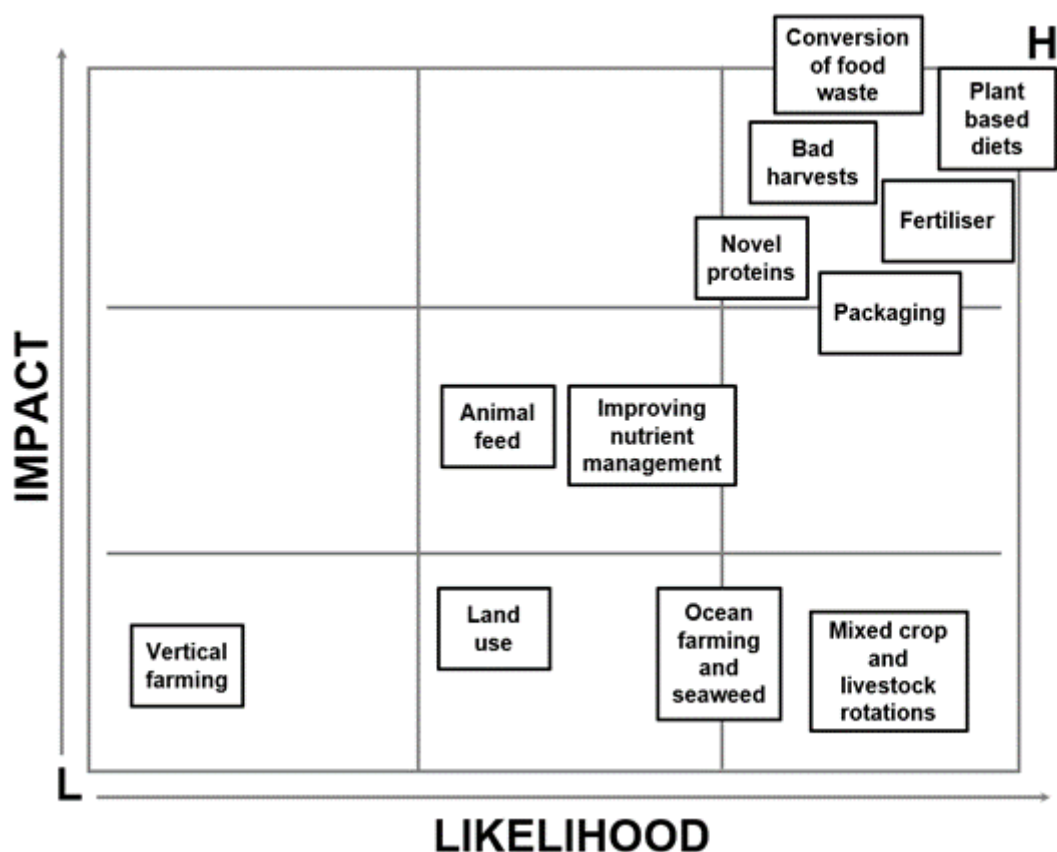 Conversion
of food
waste
H
Plant
based
diets
Bad
harvests
Fertiliser
Novel
proteins
Packaging
IMPACT
Animal
feed
Improving
nutrient
management
Vertical
farming
Land
use
Ocean
farming
and
seaweed
Mixed crop
and
livestock
rotations
L
LIKELIHOOD